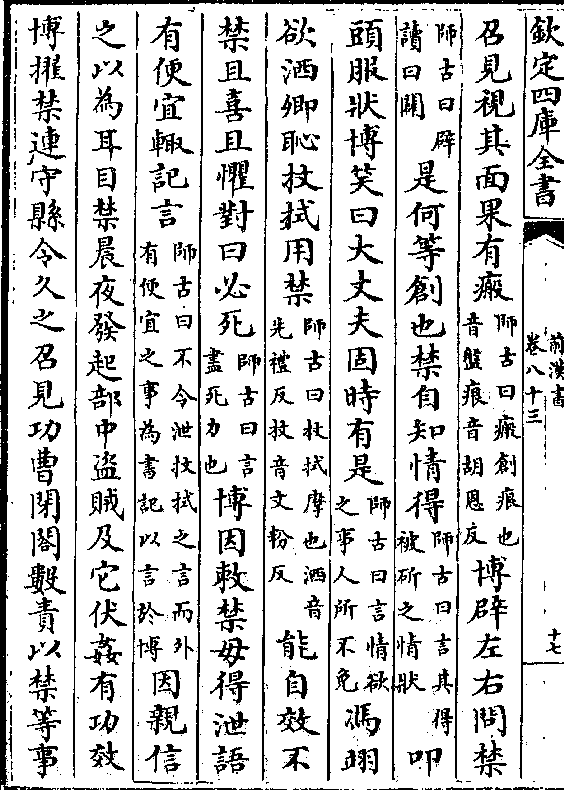 欽定四庫全書
前漢書
卷八十三
十七
召見視其面果有瘢師古曰瘢創痕也音盤痕音胡恩反博辟左右問禁
師古曰辟讀曰闢是何等創也禁自知情得師古曰言其得被斫之情狀叩
頭服狀博笑曰大丈夫固時有是師古曰言情欲之事人所不免馮翊
欲洒卿恥抆拭用禁師古曰抆拭摩也洒音先禮反抆音文粉反能自效不
禁且喜且懼對曰必死師古曰言盡死力也博因敕禁毋得泄語
有便宜輙記言師古曰不令泄抆拭之言而外有便宜之事為書記以言於博因親信
之以為耳目禁晨夜發起部中盜賊及它伏姦有功效
博擢禁連守縣令久之召見功曹閉閤數責以禁等事